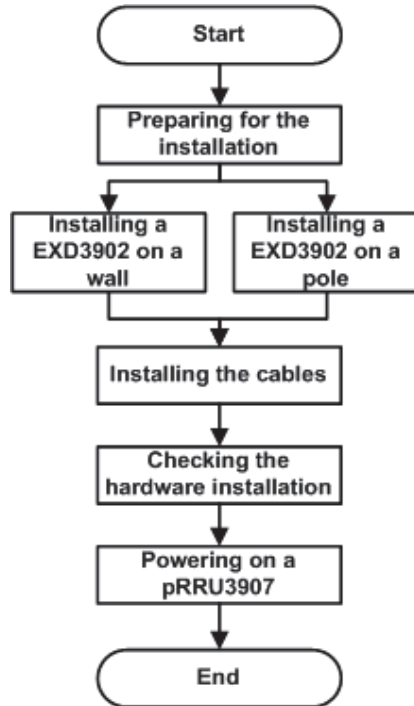 Start
Preparing for the
installation
Installing a
EXD3902 on a
wall
Installing a
EXD3902 on a
pole
Installing the cables
Checking the
hardware installation
Powering on a
pRRU3907
End